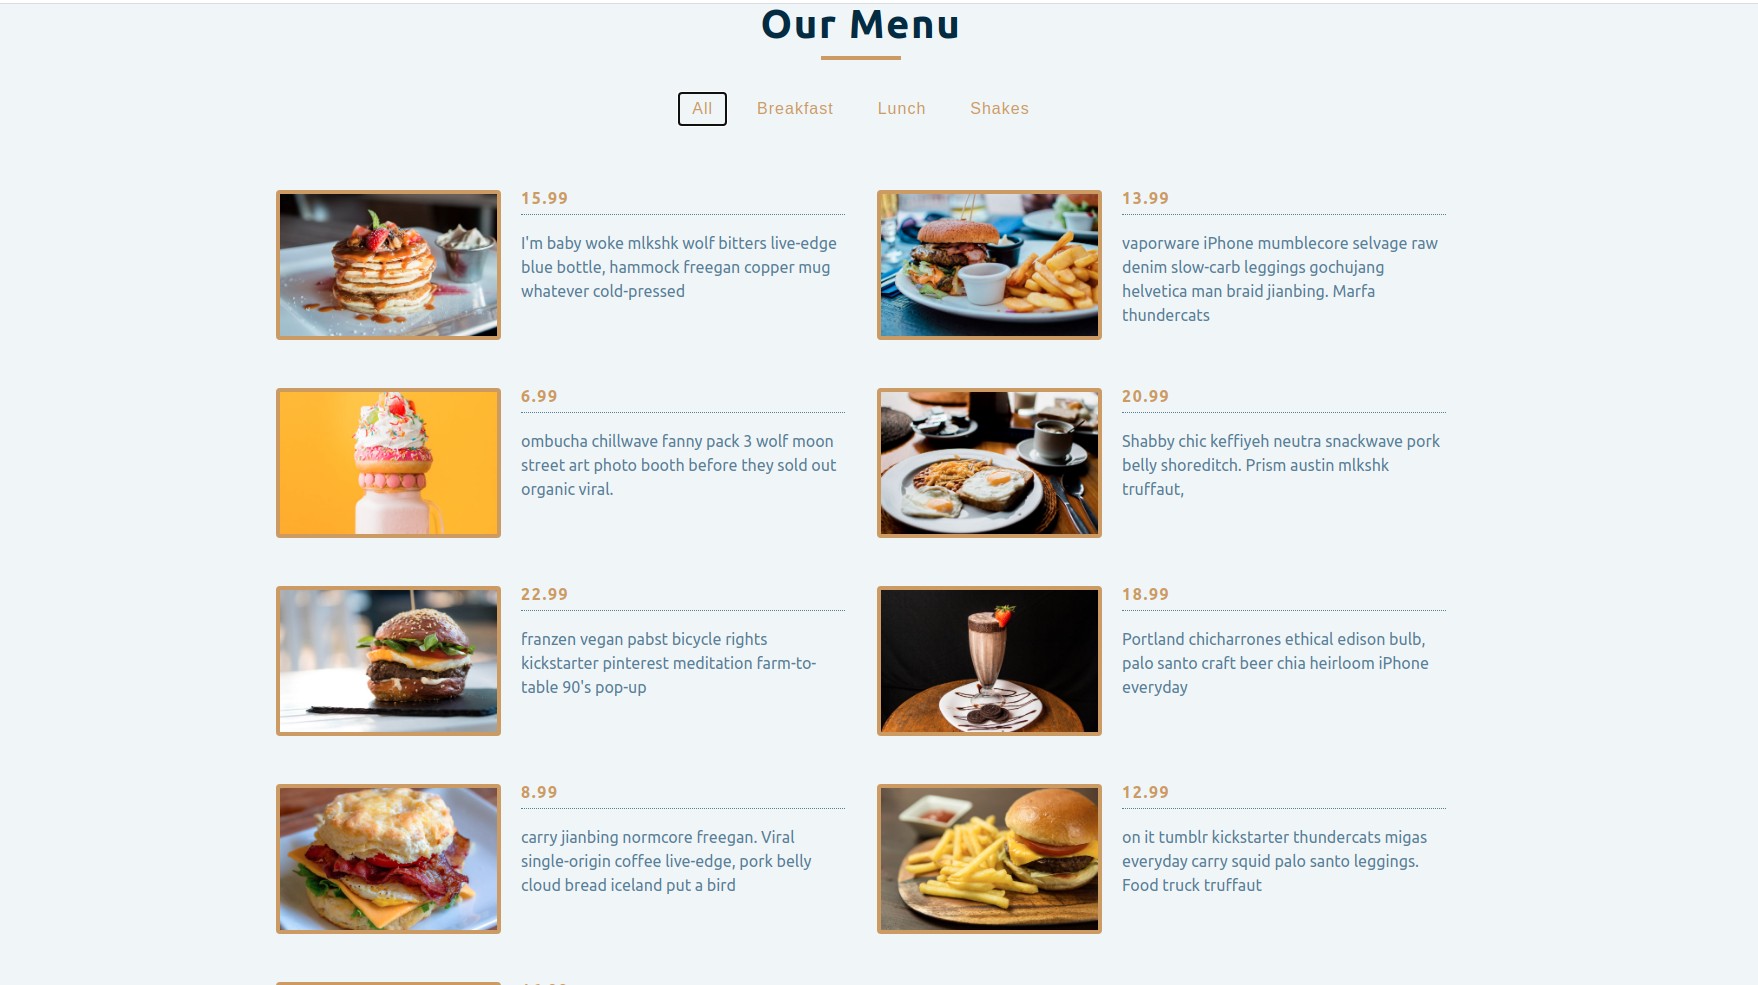 Our Menu
All Breakfast Lunch Shakes
15.99
I'm baby woke mlkshk wolf bitters live-edge
blue bottle, hammock freegan copper mug
whatever cold-pressed
13.99
vaporware iPhone mumblecore selvage raw
denim slow-carb leggings gochujang
helvetica man braid jianbing. Marfa
thundercats
6.99
ombucha chillwave fanny pack 3 wolf moon
street art photo booth before they sold out
organic viral.
20.99
Shabby chic keffiyeh neutra snackwave pork
belly shoreditch. Prism austin mlkshk
truffaut,
22.99
franzen vegan pabst bicycle rights
kickstarter pinterest meditation farm-to-
table 90's pop-up
18.99
Portland chicharrones ethical edison bulb,
palo santo craft beer chia heirloom iPhone
everyday
8.99
carry jianbing normcore freegan. Viral
single-origin coffee live-edge, pork belly
cloud bread iceland put a bird
12.99
on it tumblr kickstarter thundercats migas
everyday carry squid palo santo leggings.
Food truck truffaut